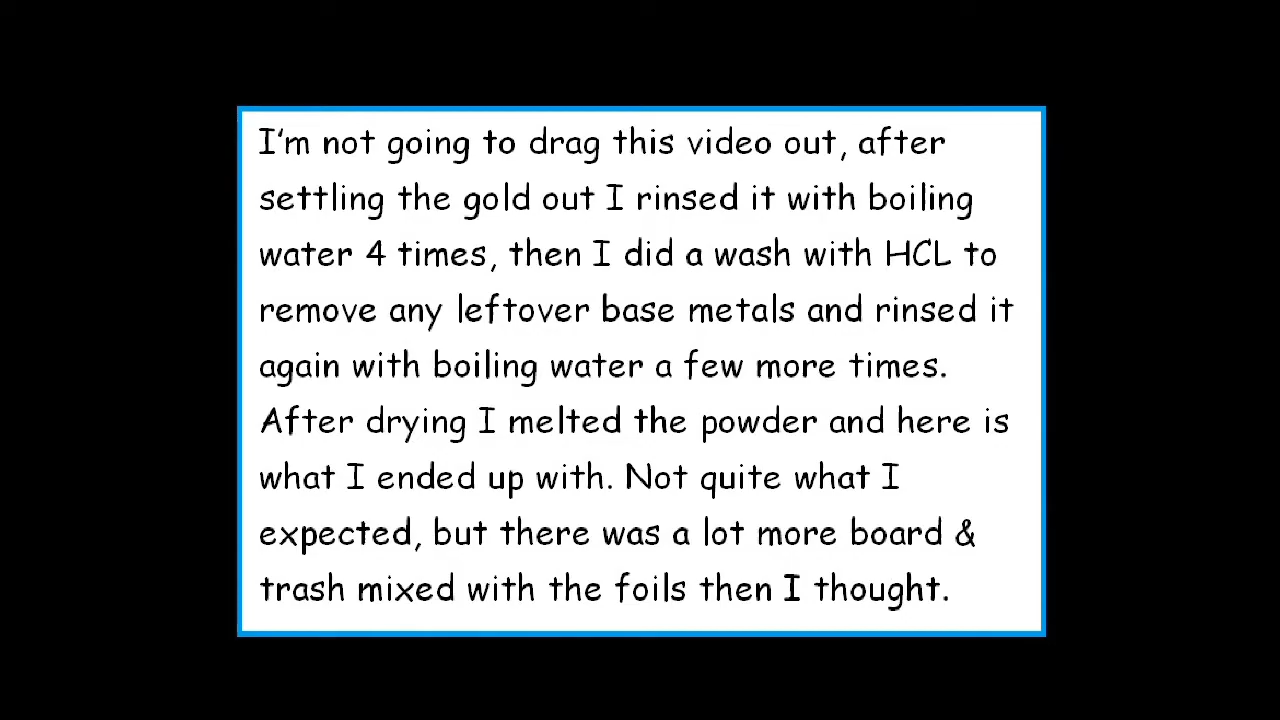 I'm not going to drag this video out, after
settling the gold out I rinsed it with boiling
water 4 times, then I did a wash with HCL to
remove any leftover base metals and rinsed it
again with boiling water a few more times.
After drying I melted the powder and here is
what I ended up with. Not quite what I
expected, but there was a lot more board &
trash mixed with the foils then I thought.